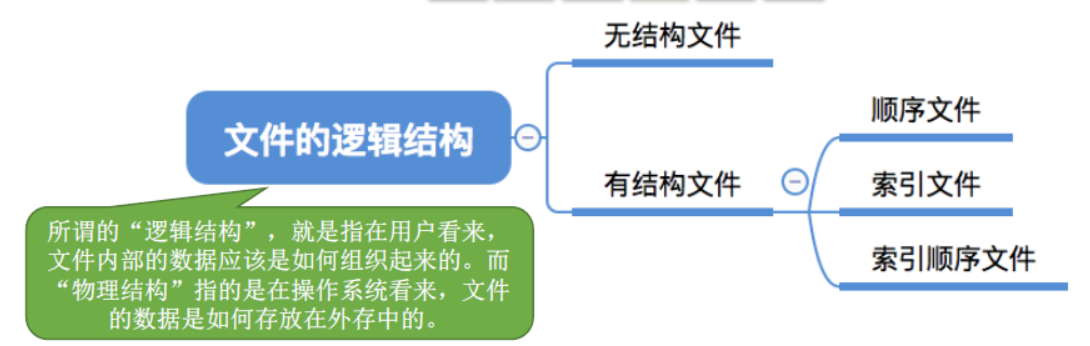 无结构文件
文件的逻辑结构
有结构文件
顺序文件
索引文件
索引顺序文件
所谓的“逻辑结构”，就是指在用户看来，
文件内部的数据应该是如何组织起来的。而
“物理结构”指的是在操作系统看来，文件
的数据是如何存放在外存中的。